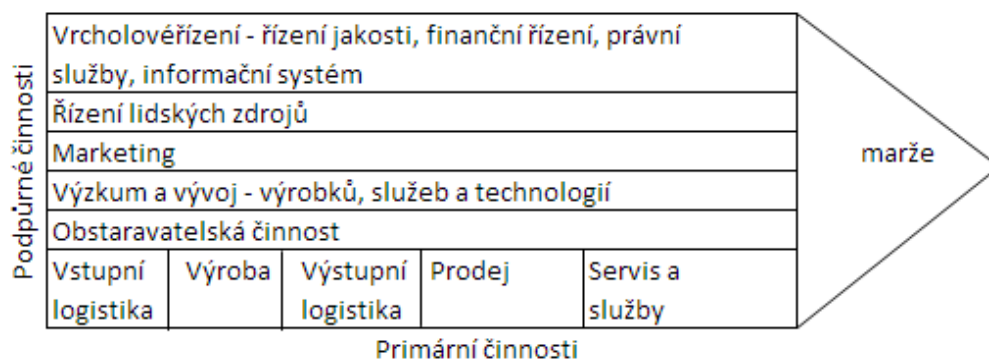 Podpůrné činnosti
Vrcholovéřízení - řízení jakosti, finanční řízení, právní
služby, informační systém
Řízení lidských zdrojů
Marketing
Výzkum a vývoj - výrobků, služeb a technologií
Obstaravatelská činnost
Vstupní
logistika
Výroba
Výstupní
logistika
Prodej
Servis a
služby
marže
Primární činnosti